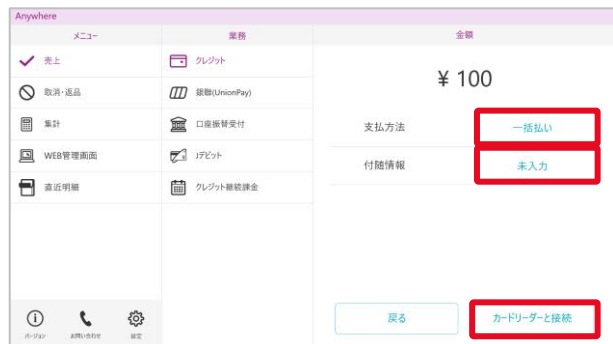 Anywhere
メニュー
業務
金額
売上
クレジット
¥ 100
取消・返品
銀聯(UnionPay)
集計
口座振替受付
支払方法
一括払い
WEB管理画面
Jデビット
付随情報
未入力
直近明細
クレジット継続課金
戻る
カードリーダーと接続
バージョン
お問い合わせ
設定